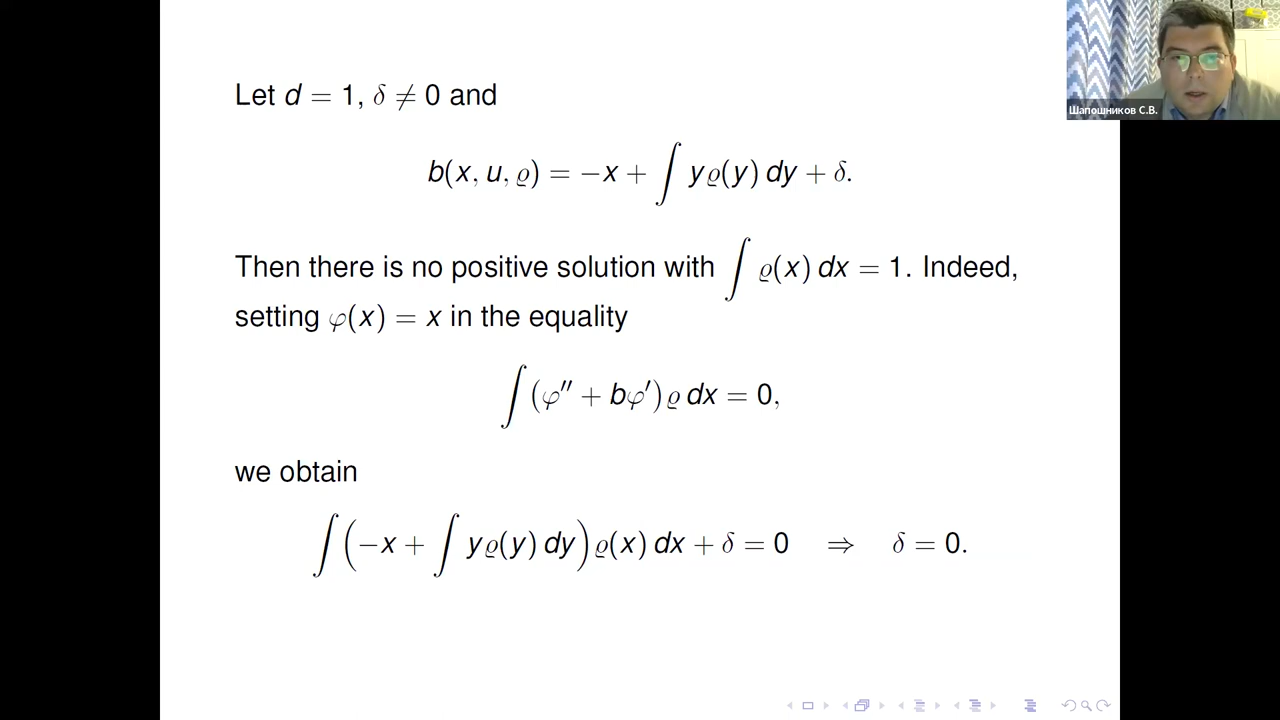 Let d = 1, δ ≠ 0 and
b(x, u, ϱ) = −x + ∫ yϱ(y) dy + δ.
Then there is no positive solution with ∫ ϱ(x) dx = 1. Indeed,
setting φ(x) = x in the equality
∫ (φ″ + bφ′)ϱ dx = 0,
we obtain
∫ (−x + ∫ yϱ(y) dy)ϱ(x) dx + δ = 0 ⇒ δ = 0.
Шапошников С.В.